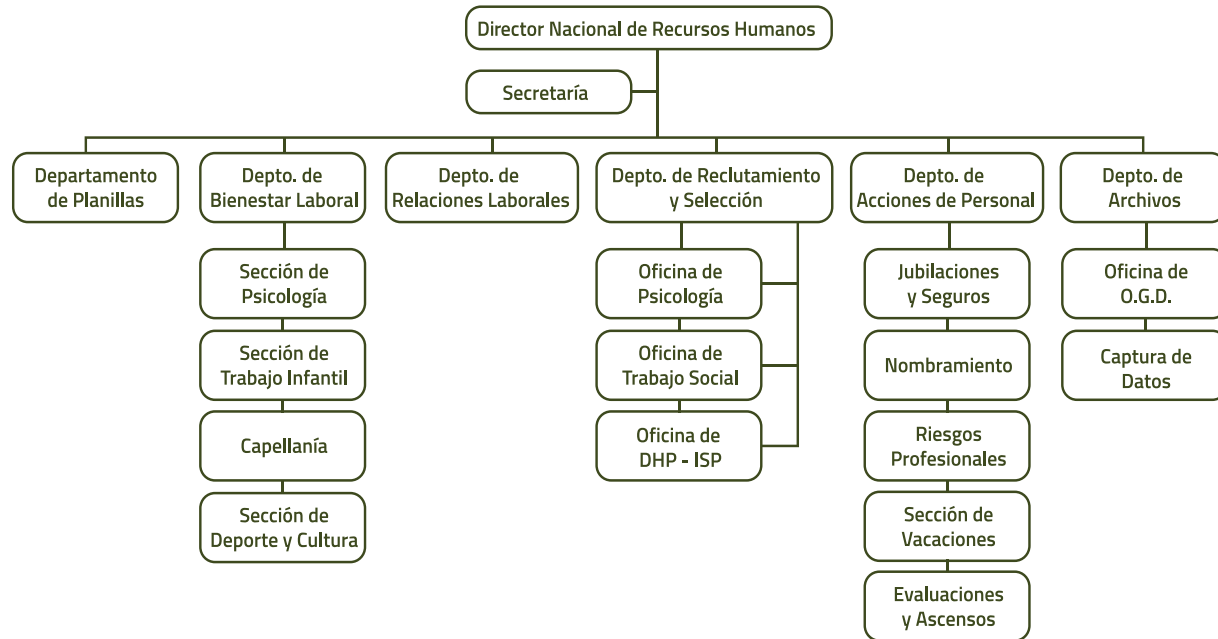 Director Nacional de Recursos Humanos
Secretaría
Departamento
de Planillas
Depto. de
Bienestar Laboral
Depto. de
Relaciones Laborales
Depto. de Reclutamiento
y Selección
Depto. de
Acciones de Personal
Depto. de
Archivos
Sección de
Psicología
Sección de
Trabajo Infantil
Capellanía
Sección de
Deporte y Cultura
Oficina de
Psicología
Oficina de
Trabajo Social
Oficina de
DHP - ISP
Jubilaciones
y Seguros
Nombramiento
Riesgos
Profesionales
Sección de
Vacaciones
Evaluaciones
y Ascensos
Oficina de
O.G.D.
Captura de
Datos